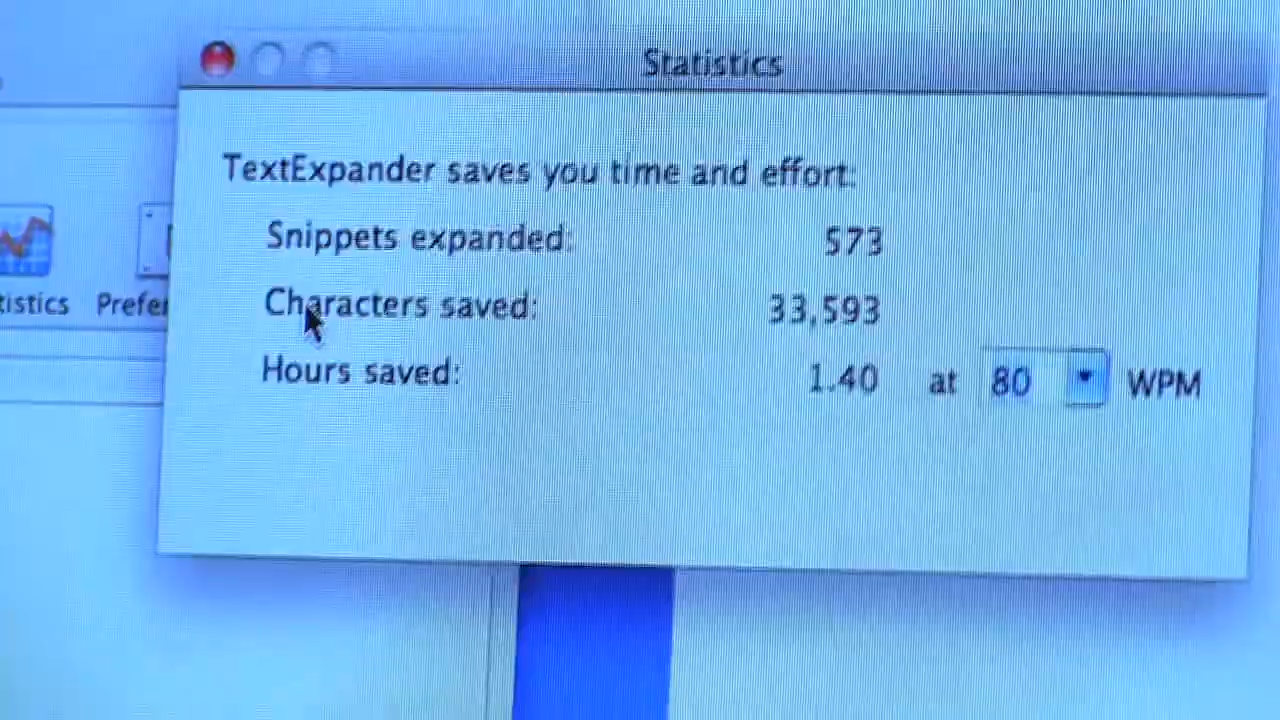 Statistics
TextExpander saves you time and effort:
Snippets expanded: 573
Characters saved: 33,593
Hours saved: 1.40 at 80 WPM